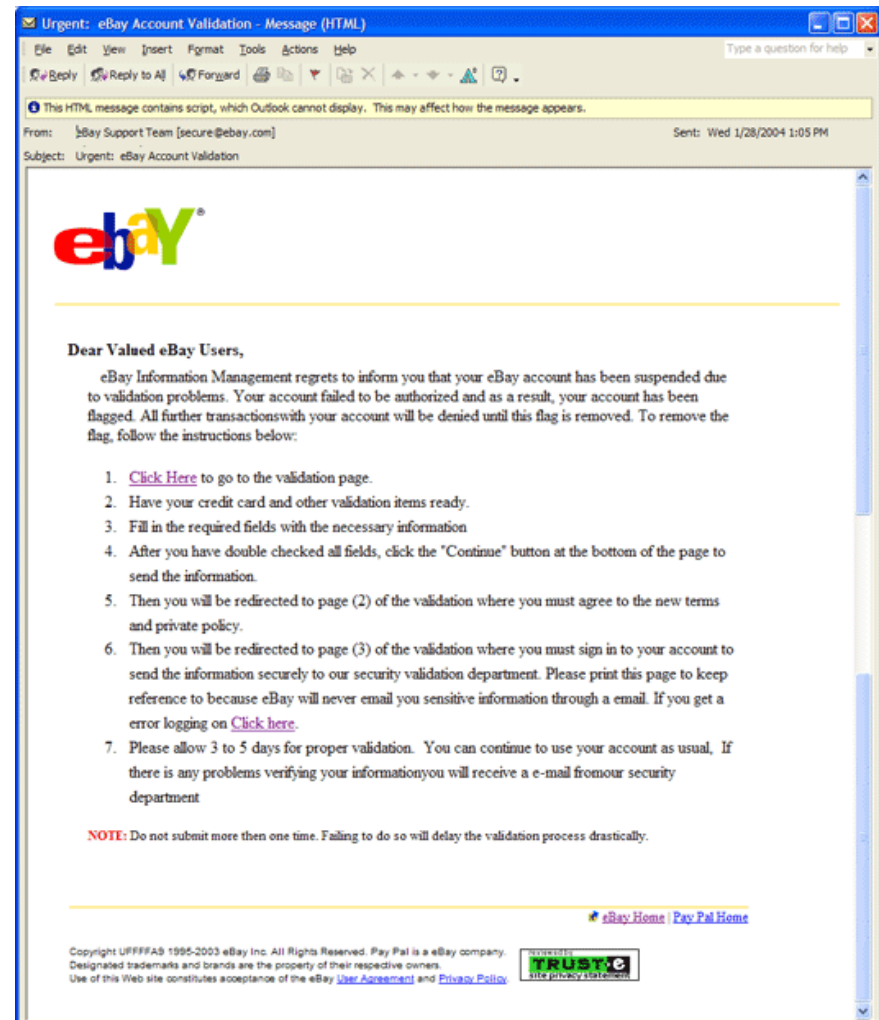 Urgent: eBay Account Validation - Message (HTML)
File Edit View Insert Format Tools Actions Help
Type a question for help
Reply Reply to All Forward
This HTML message contains script, which Outlook cannot display. This may affect how the message appears.
From: eBay Support Team [secure@ebay.com]
Sent: Wed 1/28/2004 1:05 PM
Subject: Urgent: eBay Account Validation
ebaY®
Dear Valued eBay Users,
eBay Information Management regrets to inform you that your eBay account has been suspended due
to validation problems. Your account failed to be authorized and as a result, your account has been
flagged. All further transactionswith your account will be denied until this flag is removed. To remove the
flag, follow the instructions below:
1. Click Here to go to the validation page.
2. Have your credit card and other validation items ready.
3. Fill in the required fields with the necessary information
4. After you have double checked all fields, click the "Continue" button at the bottom of the page to
send the information.
5. Then you will be redirected to page (2) of the validation where you must agree to the new terms
and private policy.
6. Then you will be redirected to page (3) of the validation where you must sign in to your account to
send the information securely to our security validation department. Please print this page to keep
reference to because eBay will never email you sensitive information through a email. If you get a
error logging on Click here.
7. Please allow 3 to 5 days for proper validation. You can continue to use your account as usual, If
there is any problems verifying your informationyou will receive a e-mail fromour security
department
NOTE: Do not submit more then one time. Failing to do so will delay the validation process drastically.
eBay Home | Pay Pal Home
Copyright UFFFFA9 1995-2003 eBay Inc. All Rights Reserved. Pay Pal is a eBay company.
Designated trademarks and brands are the property of their respective owners.
Use of this Web site constitutes acceptance of the eBay User Agreement and Privacy Policy.
reviewed by
TRUST·e
site privacy statement